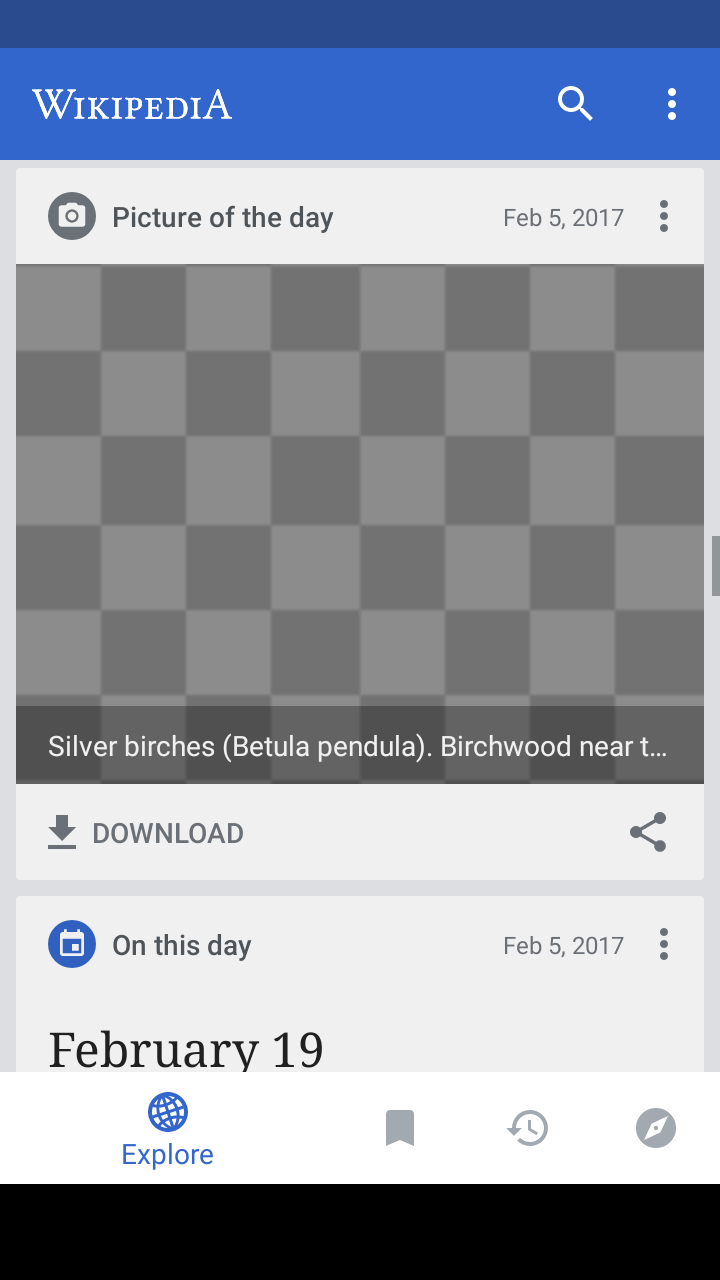 WIKIPEDIA
Picture of the day
Feb 5, 2017
Silver birches (Betula pendula). Birchwood near t...
DOWNLOAD
On this day
Feb 5, 2017
February 19
Explore